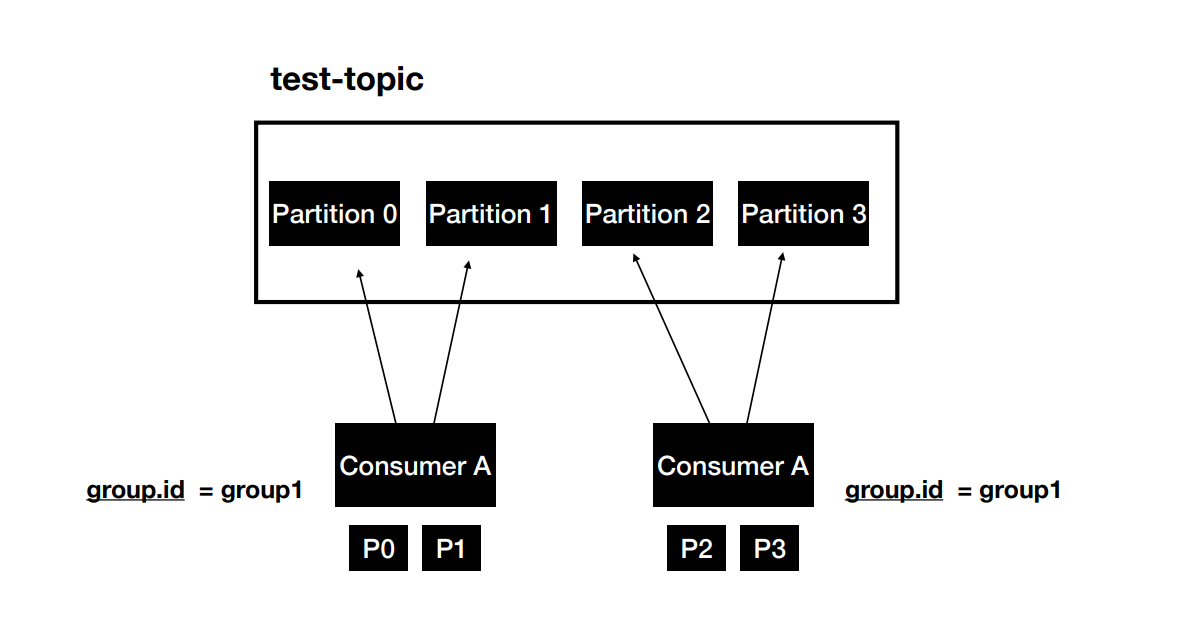 test-topic
Partition 0
Partition 1
Partition 2
Partition 3
Consumer A
Consumer A
group.id = group1
group.id = group1
P0
P1
P2
P3